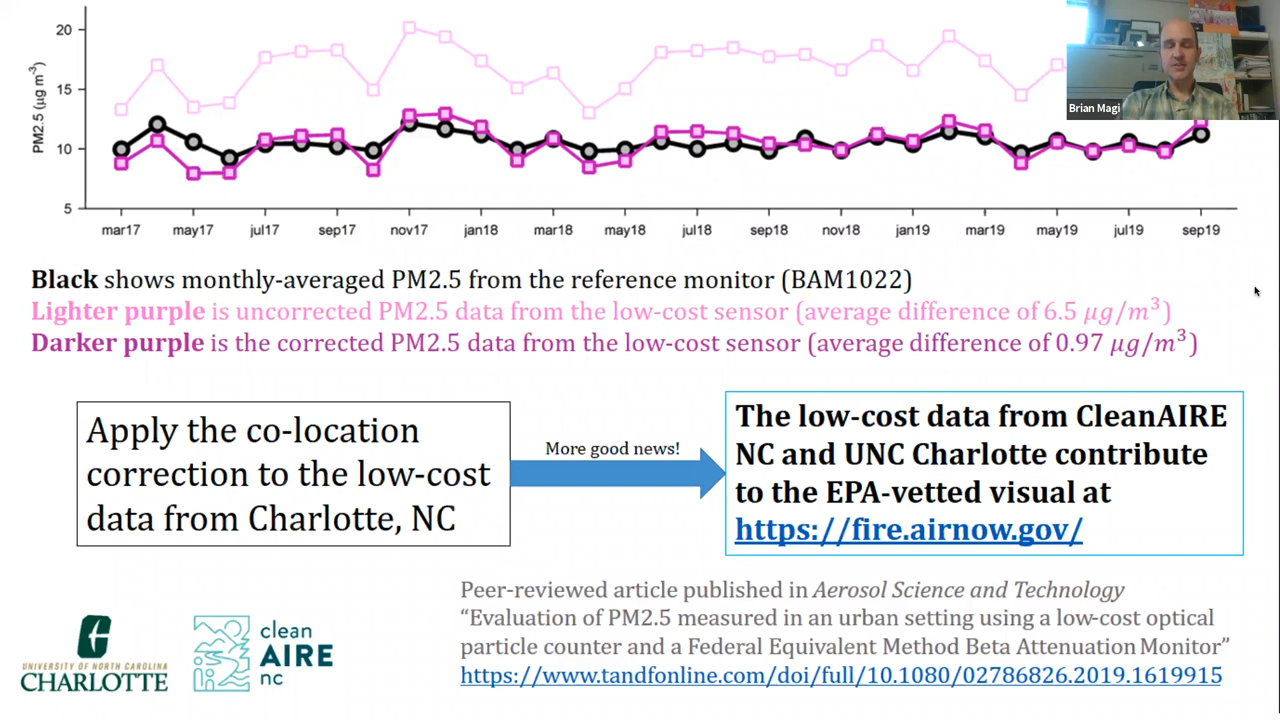 20
15
10
5
PM2.5 (μg m⁻³)
mar17 may17 jul17 sep17 nov17 jan18 mar18 may18 jul18 sep18 nov18 jan19 mar19 may19 jul19 sep19
Brian Magi
Black shows monthly-averaged PM2.5 from the reference monitor (BAM1022)
Lighter purple is uncorrected PM2.5 data from the low-cost sensor (average difference of 6.5 μg/m³)
Darker purple is the corrected PM2.5 data from the low-cost sensor (average difference of 0.97 μg/m³)
Apply the co-location
correction to the low-cost
data from Charlotte, NC
More good news!
The low-cost data from CleanAIRE
NC and UNC Charlotte contribute
to the EPA-vetted visual at
https://fire.airnow.gov/
Peer-reviewed article published in Aerosol Science and Technology
“Evaluation of PM2.5 measured in an urban setting using a low-cost optical
particle counter and a Federal Equivalent Method Beta Attenuation Monitor”
https://www.tandfonline.com/doi/full/10.1080/02786826.2019.1619915
UNIVERSITY OF NORTH CAROLINA
CHARLOTTE
clean
AIRE
nc